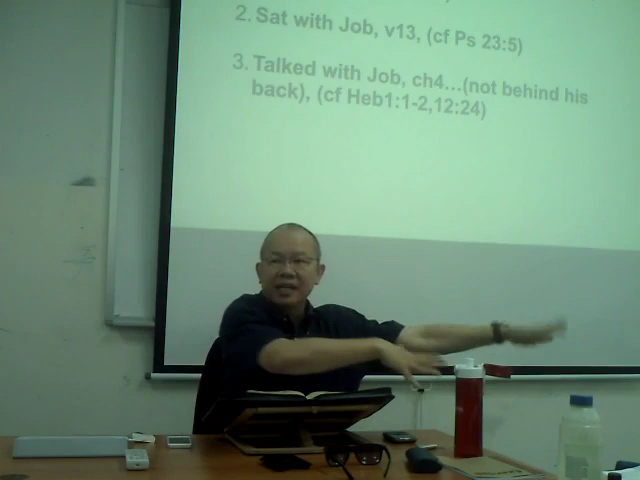 2. Sat with Job, v13, (cf Ps 23:5)
3. Talked with Job, ch4...(not behind his
back), (cf Heb1:1-2,12:24)